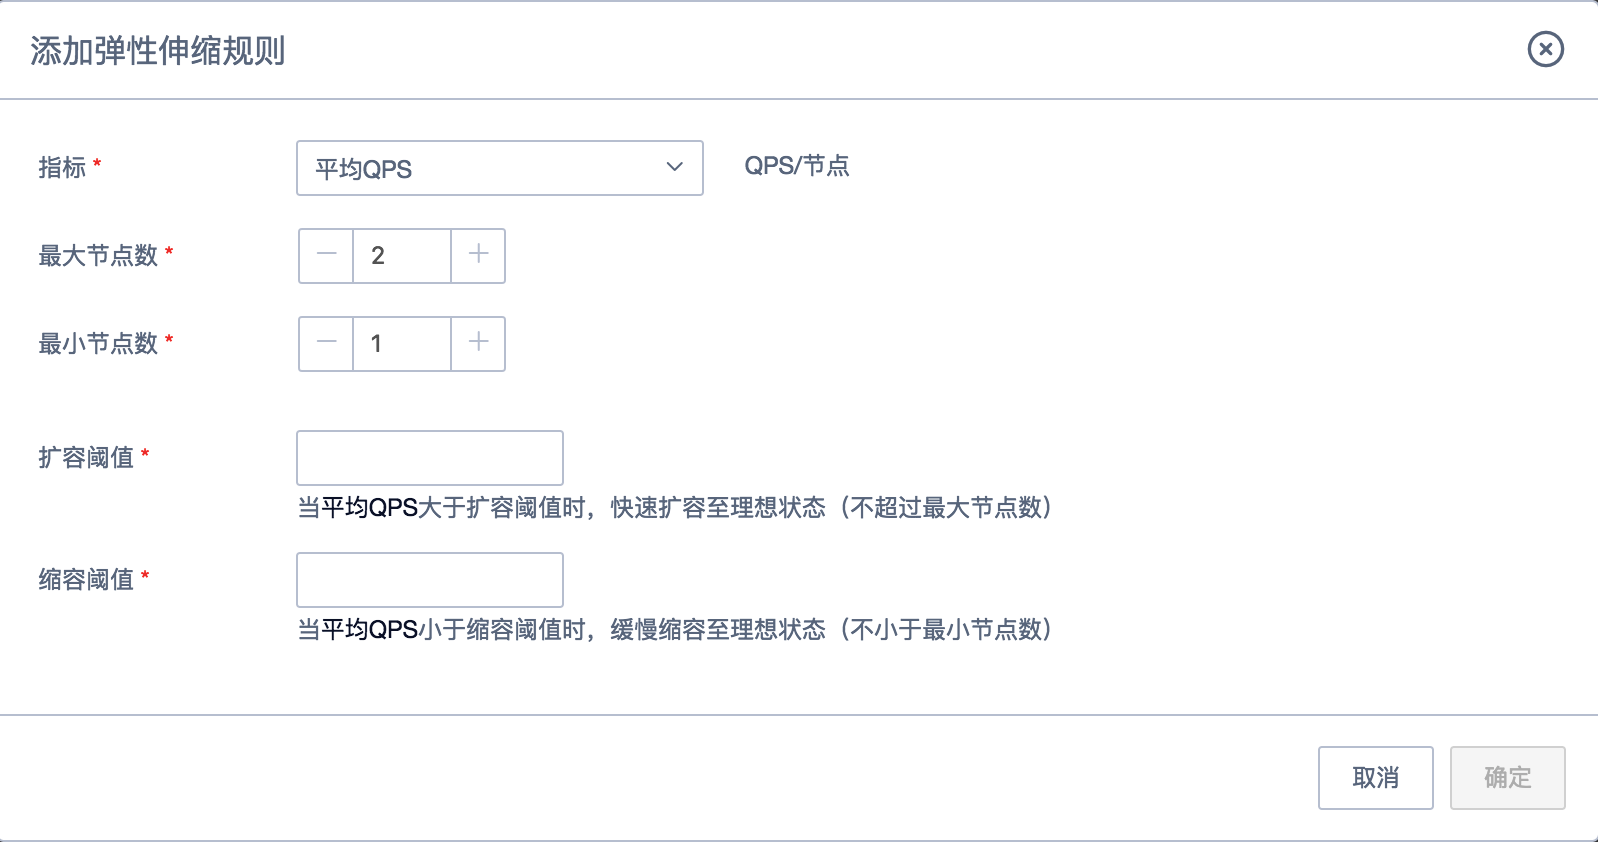 添加弹性伸缩规则
指标 * 平均QPS QPS/节点
最大节点数 * 2
最小节点数 * 1
扩容阈值 *
当平均QPS大于扩容阈值时，快速扩容至理想状态（不超过最大节点数）
缩容阈值 *
当平均QPS小于缩容阈值时，缓慢缩容至理想状态（不小于最小节点数）
取消 确定